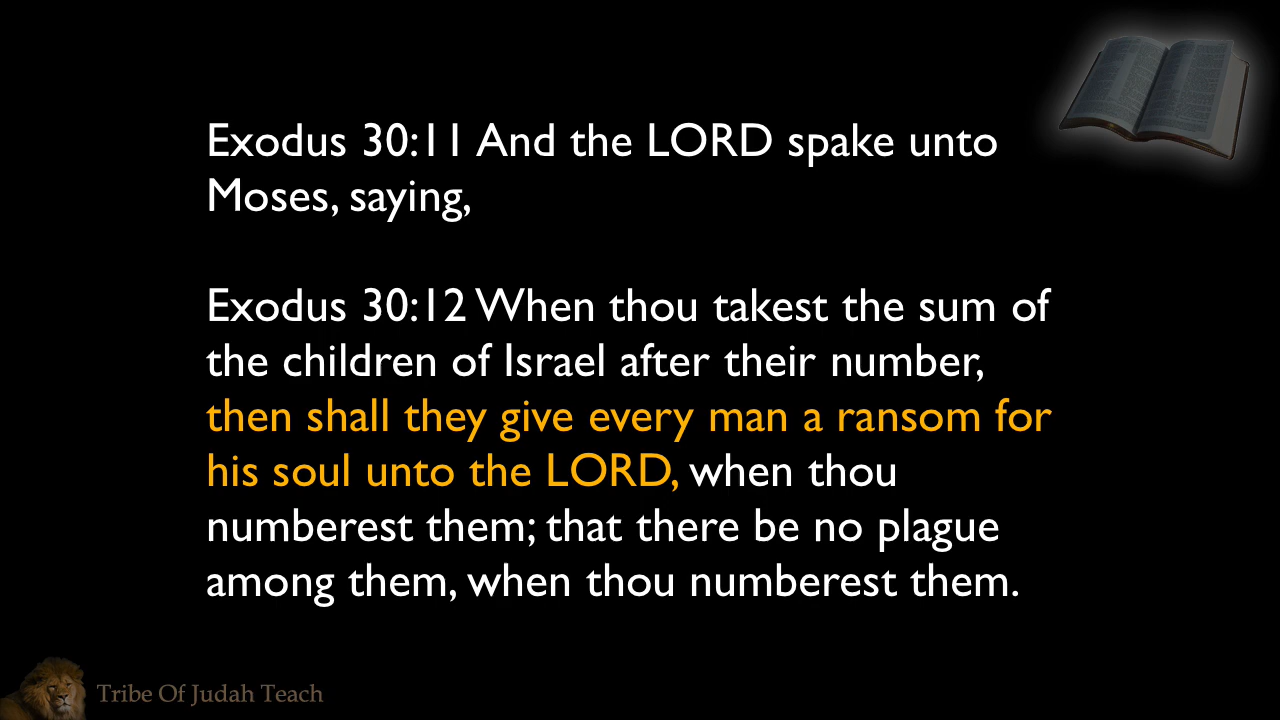 Exodus 30:11 And the LORD spake unto
Moses, saying,
Exodus 30:12 When thou takest the sum of
the children of Israel after their number,
then shall they give every man a ransom for
his soul unto the LORD, when thou
numberest them; that there be no plague
among them, when thou numberest them.
Tribe Of Judah Teach